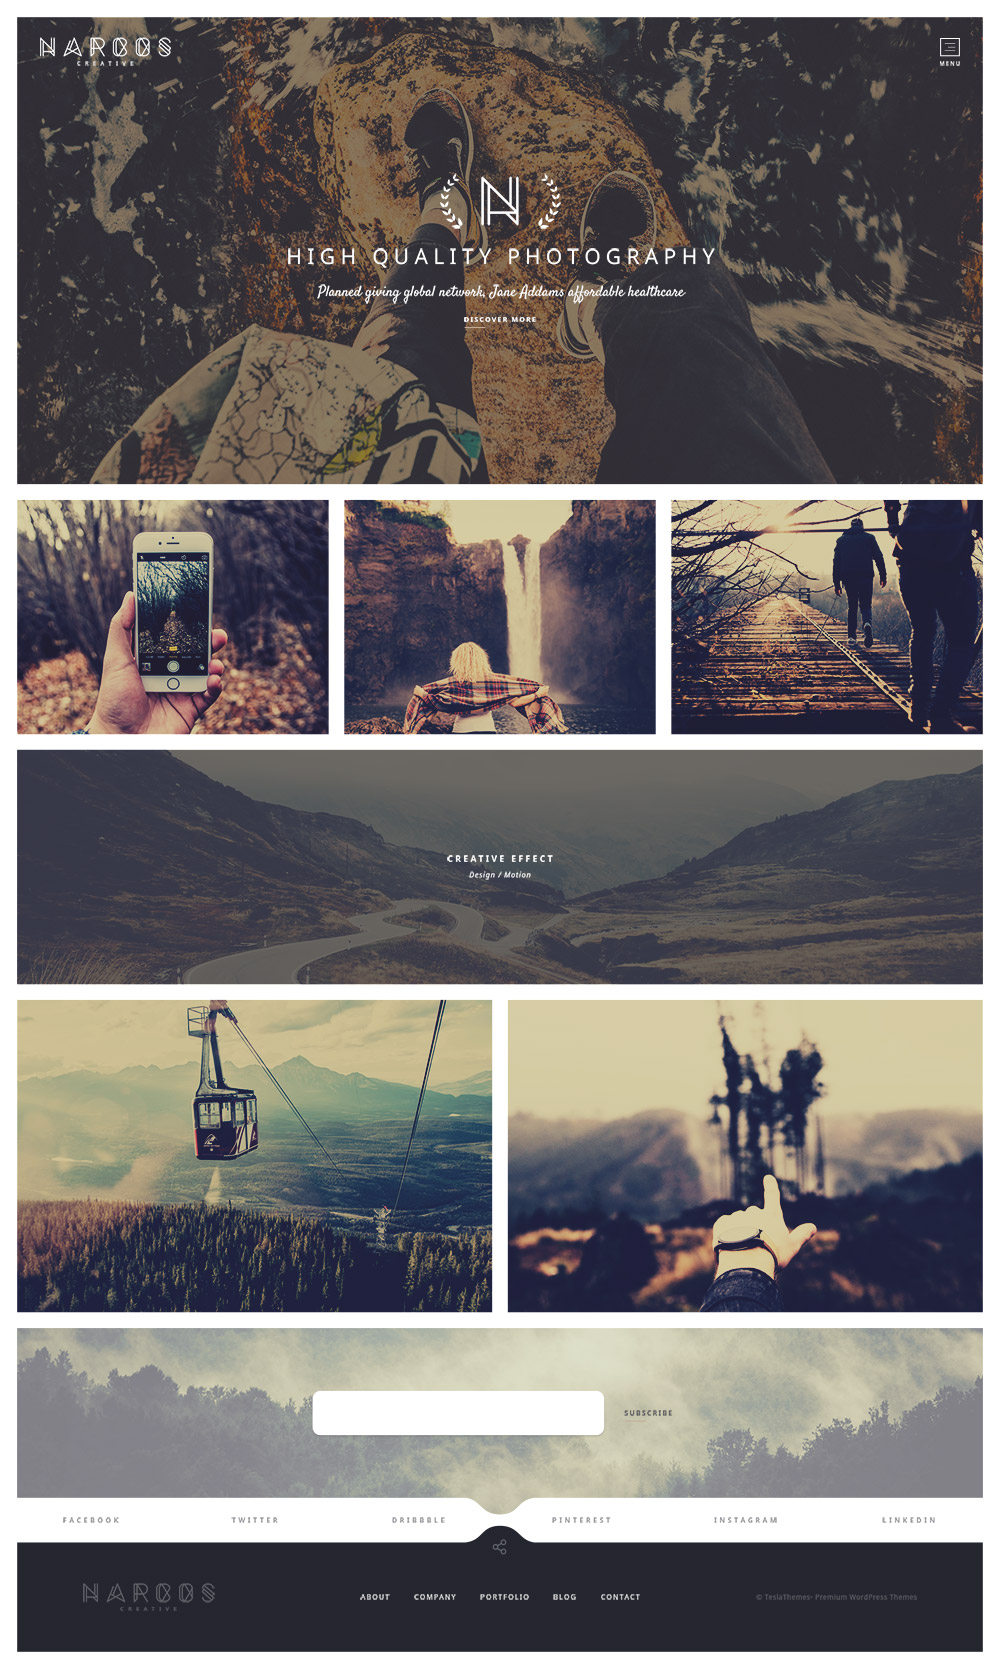 NARCOS
CREATIVE
MENU
N
HIGH QUALITY PHOTOGRAPHY
Planned giving global network, Jane Addams affordable healthcare
DISCOVER MORE
CREATIVE EFFECT
Design / Motion
SUBSCRIBE
FACEBOOK TWITTER DRIBBBLE PINTEREST INSTAGRAM LINKEDIN
NARCOS
CREATIVE
ABOUT COMPANY PORTFOLIO BLOG CONTACT
© TeslaThemes- Premium WordPress Themes